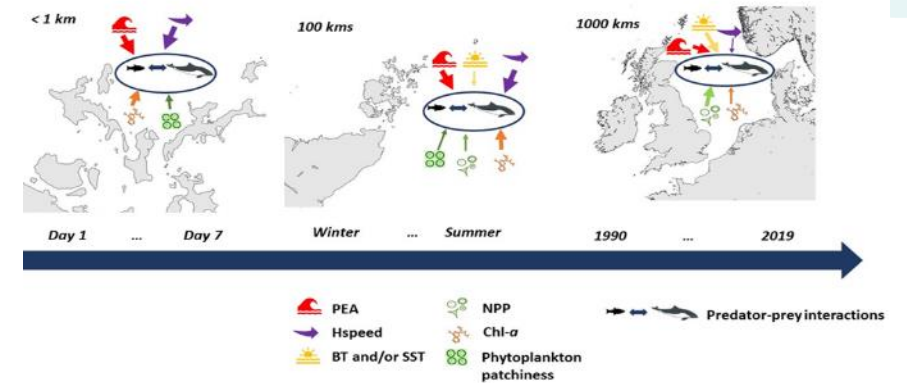 < 1 km
100 kms
1000 kms
Day 1 ... Day 7
Winter ... Summer
1990 ... 2019
PEA
Hspeed
BT and/or SST
NPP
Chl-a
Phytoplankton
patchiness
Predator-prey interactions